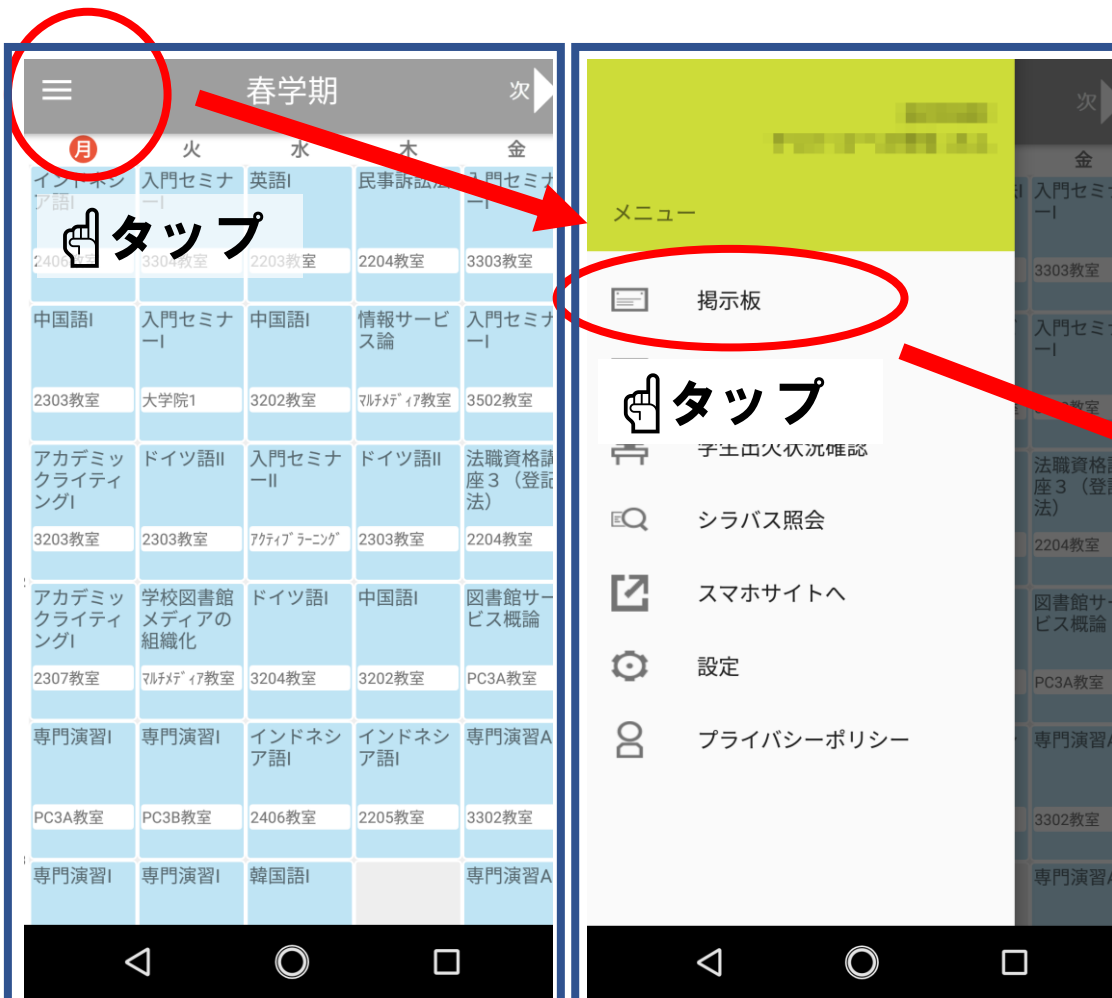 春学期
次
月
火
水
木
金
インドネシ
ア語I
入門セミナ
ーI
英語I
民事訴訟法
入門セミナ
ーI
タップ
3304教室
2203教室
2204教室
3303教室
中国語I
入門セミナ
ーI
中国語I
情報サービ
ス論
入門セミナ
ーI
2303教室
大学院1
3202教室
ﾏﾙﾁﾒﾃﾞｨｱ教室
3502教室
アカデミッ
クライティ
ングI
ドイツ語II
入門セミナ
ーII
ドイツ語II
法職資格講
座３（登記
法）
3203教室
2303教室
ｱｸﾃｨﾌﾞﾗｰﾆﾝｸﾞ
2303教室
2204教室
アカデミッ
クライティ
ングI
学校図書館
メディアの
組織化
ドイツ語I
中国語I
図書館サー
ビス概論
2307教室
ﾏﾙﾁﾒﾃﾞｨｱ教室
3204教室
3202教室
PC3A教室
専門演習I
専門演習I
インドネシ
ア語I
インドネシ
ア語I
専門演習A
PC3A教室
PC3B教室
2406教室
2205教室
3302教室
専門演習I
専門演習I
韓国語I
専門演習A
メニュー
掲示板
タップ
シラバス照会
スマホサイトへ
設定
プライバシーポリシー
次
金
入門セミナ
ーI
3303教室
入門セミナ
ーI
法職資格
座３（登
法）
2204教室
図書館サー
ビス概論
PC3A教室
専門演習A
3302教室
専門演習A